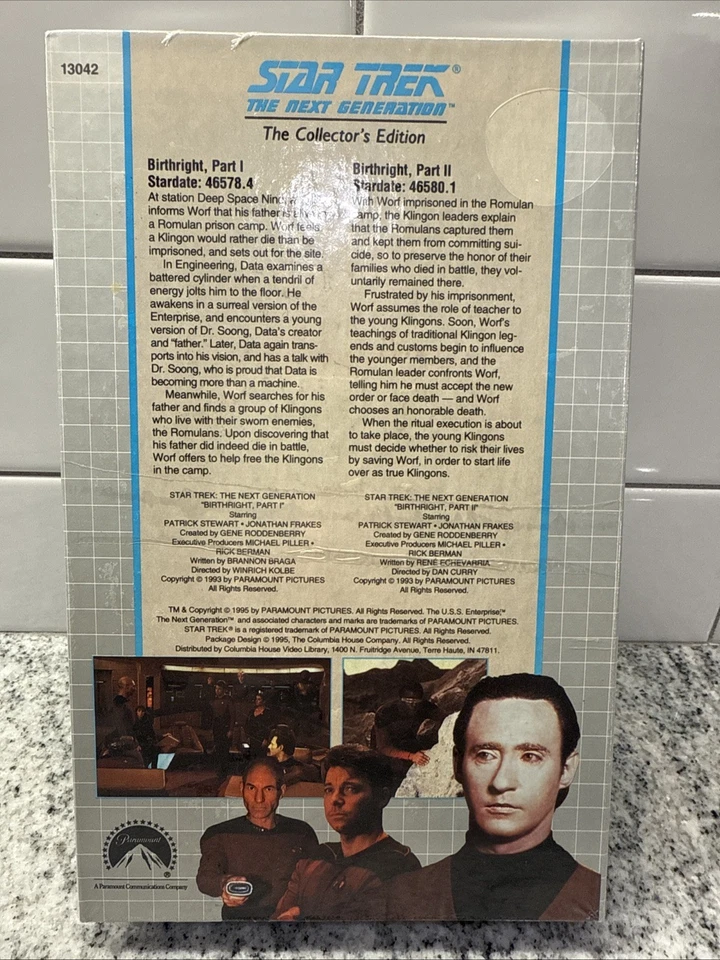 13042
STAR TREK®
THE NEXT GENERATION™
The Collector's Edition
Birthright, Part I
Stardate: 46578.4
At station Deep Space Nine,
informs Worf that his father is
a Romulan prison camp. Worf feels
a Klingon would rather die than be
imprisoned, and sets out for the site.
In Engineering, Data examines a
battered cylinder when a tendril of
energy jolts him to the floor. He
awakens in a surreal version of the
Enterprise, and encounters a young
version of Dr. Soong, Data's creator
and "father." Later, Data again trans-
ports into his vision, and has a talk with
Dr. Soong, who is proud that Data is
becoming more than a machine.
Meanwhile, Worf searches for his
father and finds a group of Klingons
who live with their sworn enemies,
the Romulans. Upon discovering that
his father did indeed die in battle,
Worf offers to help free the Klingons
in the camp.
STAR TREK: THE NEXT GENERATION
"BIRTHRIGHT, PART I"
Starring
PATRICK STEWART • JONATHAN FRAKES
Created by GENE RODDENBERRY
Executive Producers MICHAEL PILLER •
RICK BERMAN
Written by BRANNON BRAGA
Directed by WINRICH KOLBE
Copyright © 1993 by PARAMOUNT PICTURES
All Rights Reserved.
Birthright, Part II
Stardate: 46580.1
With Worf imprisoned in the Romulan
camp, the Klingon leaders explain
that the Romulans captured them
and kept them from committing sui-
cide, so to preserve the honor of their
families who died in battle, they vol-
untarily remained there.
Frustrated by his imprisonment,
Worf assumes the role of teacher to
the young Klingons. Soon, Worf's
teachings of traditional Klingon leg-
ends and customs begin to influence
the younger members, and the
Romulan leader confronts Worf,
telling him he must accept the new
order or face death — and Worf
chooses an honorable death.
When the ritual execution is about
to take place, the young Klingons
must decide whether to risk their lives
by saving Worf, in order to start life
over as true Klingons.
STAR TREK: THE NEXT GENERATION
"BIRTHRIGHT, PART II"
Starring
PATRICK STEWART • JONATHAN FRAKES
Created by GENE RODDENBERRY
Executive Producers MICHAEL PILLER •
RICK BERMAN
Written by RENÉ ECHEVARRIA
Directed by DAN CURRY
Copyright © 1993 by PARAMOUNT PICTURES
All Rights Reserved.
TM & Copyright © 1995 by PARAMOUNT PICTURES. All Rights Reserved. The U.S.S. Enterprise,™
The Next Generation™ and associated characters and marks are trademarks of PARAMOUNT PICTURES.
STAR TREK® is a registered trademark of PARAMOUNT PICTURES. All Rights Reserved.
Package Design © 1995, The Columbia House Company. All Rights Reserved.
Distributed by Columbia House Video Library, 1400 N. Fruitridge Avenue, Terre Haute, IN 47811.
Paramount
®
A Paramount Communications Company